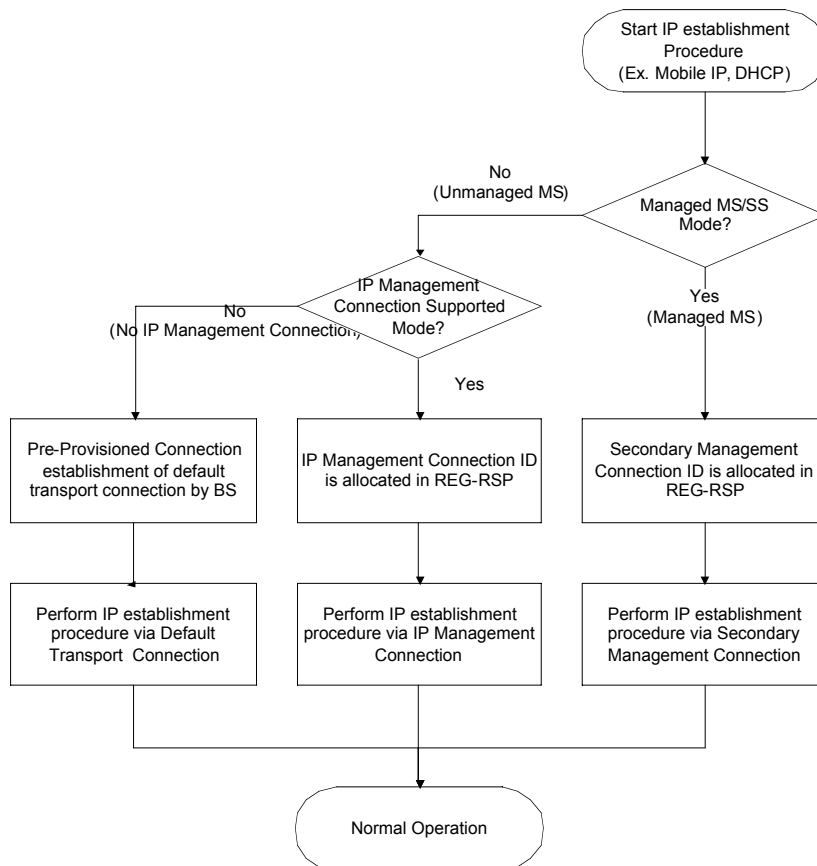 Start IP establishment
Procedure
(Ex. Mobile IP, DHCP)
No
(Unmanaged MS)
Managed MS/SS
Mode?
IP Management
Connection Supported
Mode?
No
(No IP Management Connection)
Yes
(Managed MS)
Yes
Pre-Provisioned Connection
establishment of default
transport connection by BS
IP Management Connection ID
is allocated in REG-RSP
Secondary Management
Connection ID is allocated in
REG-RSP
Perform IP establishment
procedure via Default
Transport Connection
Perform IP establishment
procedure via IP Management
Connection
Perform IP establishment
procedure via Secondary
Management Connection
Normal Operation